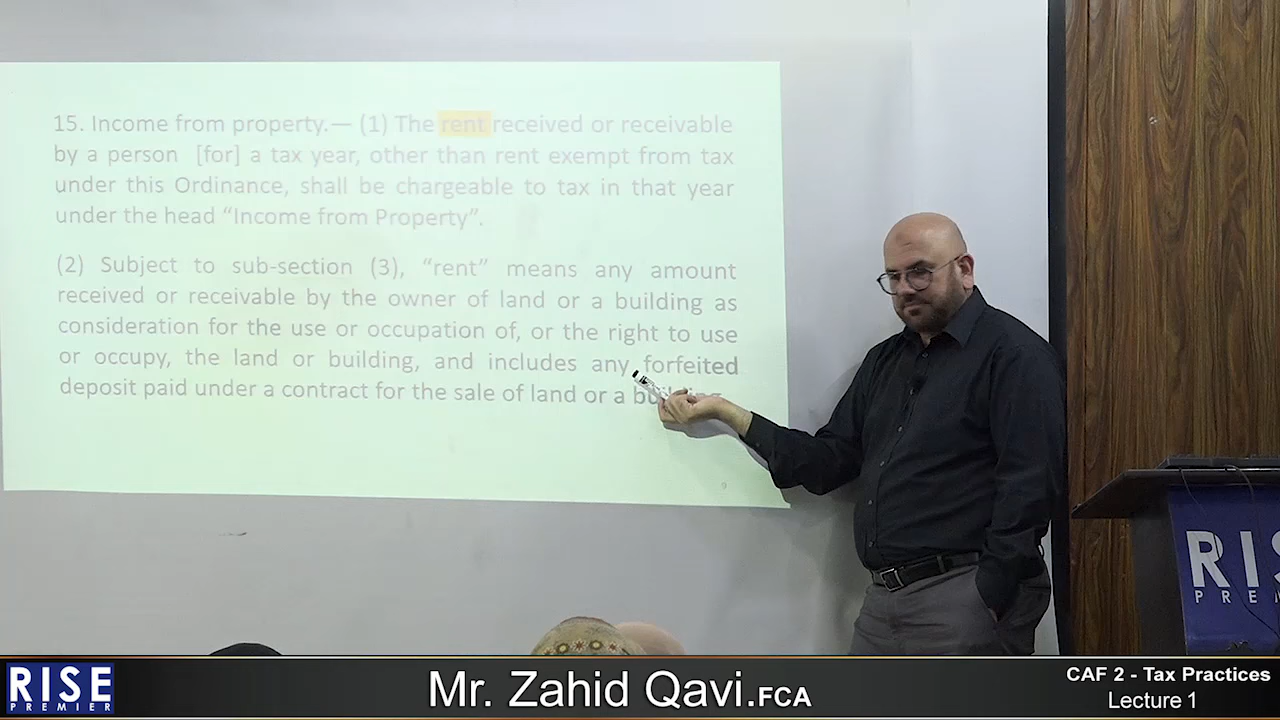 15. Income from property.— (1) The rent received or receivable
by a person [for] a tax year, other than rent exempt from tax
under this Ordinance, shall be chargeable to tax in that year
under the head “Income from Property”.
(2) Subject to sub-section (3), “rent” means any amount
received or receivable by the owner of land or a building as
consideration for the use or occupation of, or the right to use
or occupy, the land or building, and includes any forfeited
deposit paid under a contract for the sale of land or a
9
RIS
PREM
RISE
PREMIER
Mr. Zahid Qavi.FCA
CAF 2 - Tax Practices
Lecture 1